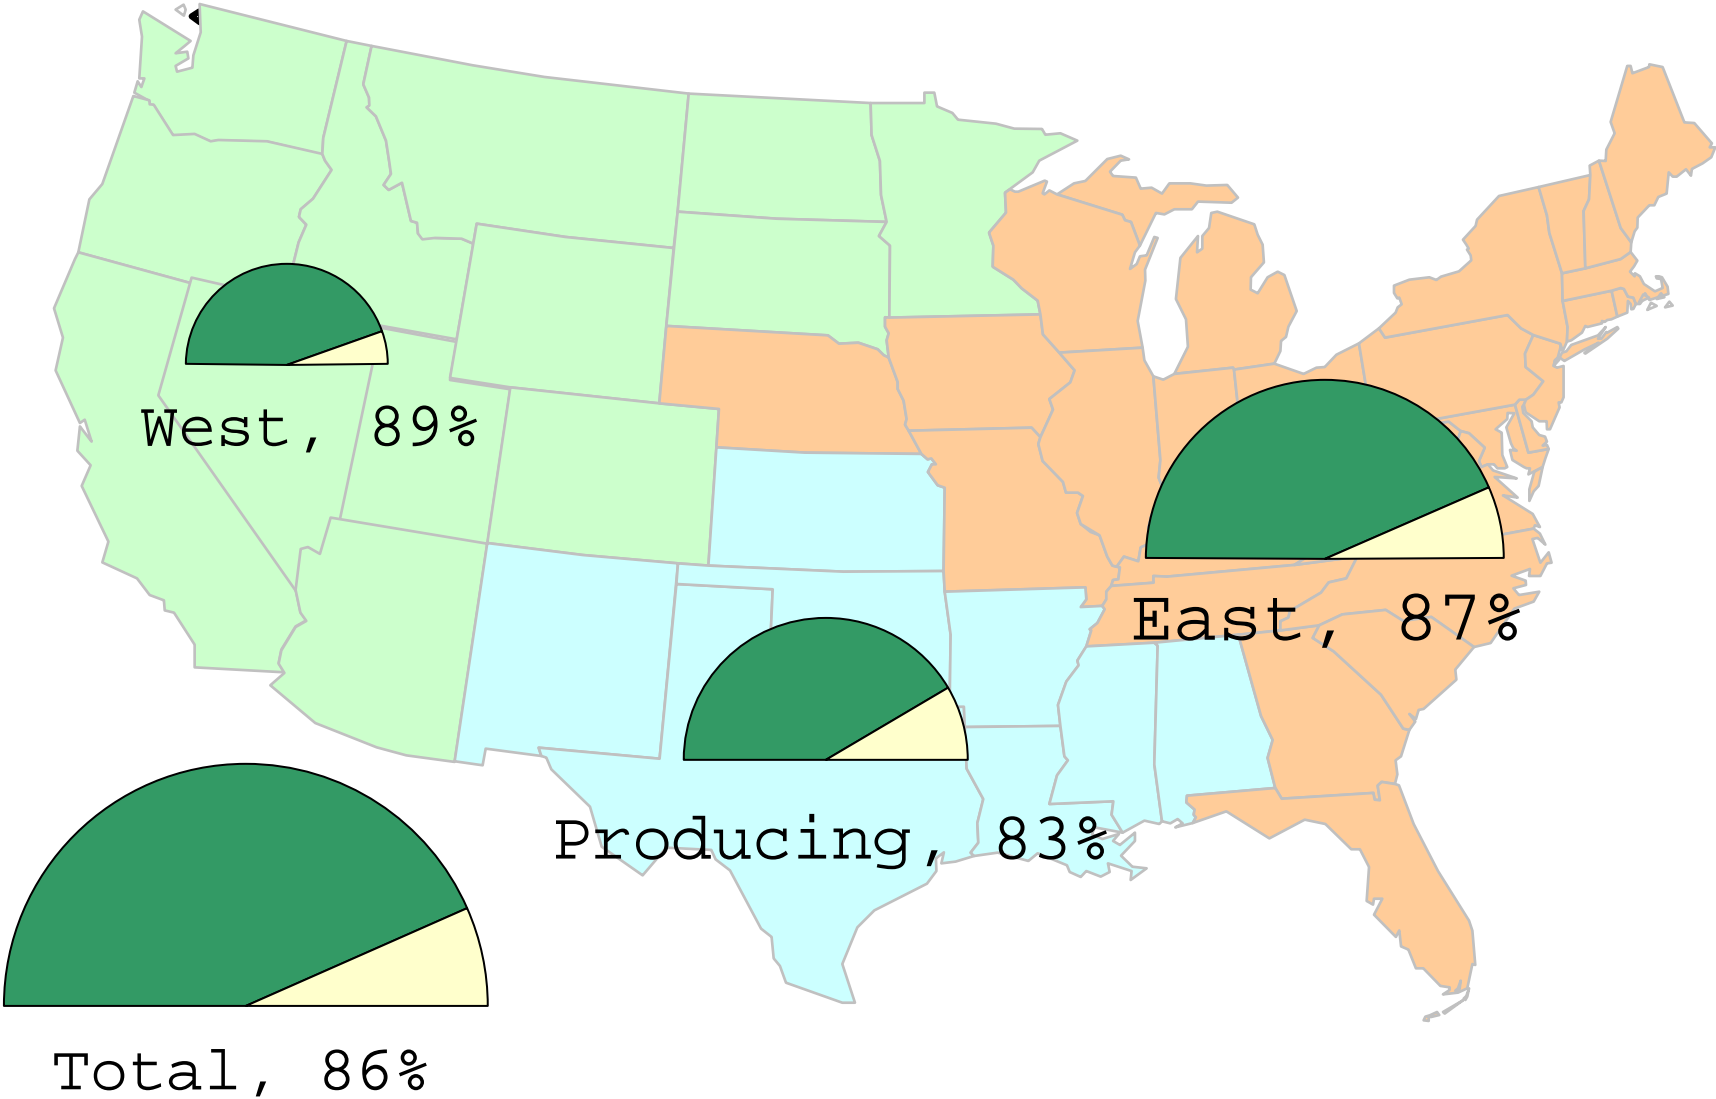 West, 89%
East, 87%
Producing, 83%
Total, 86%